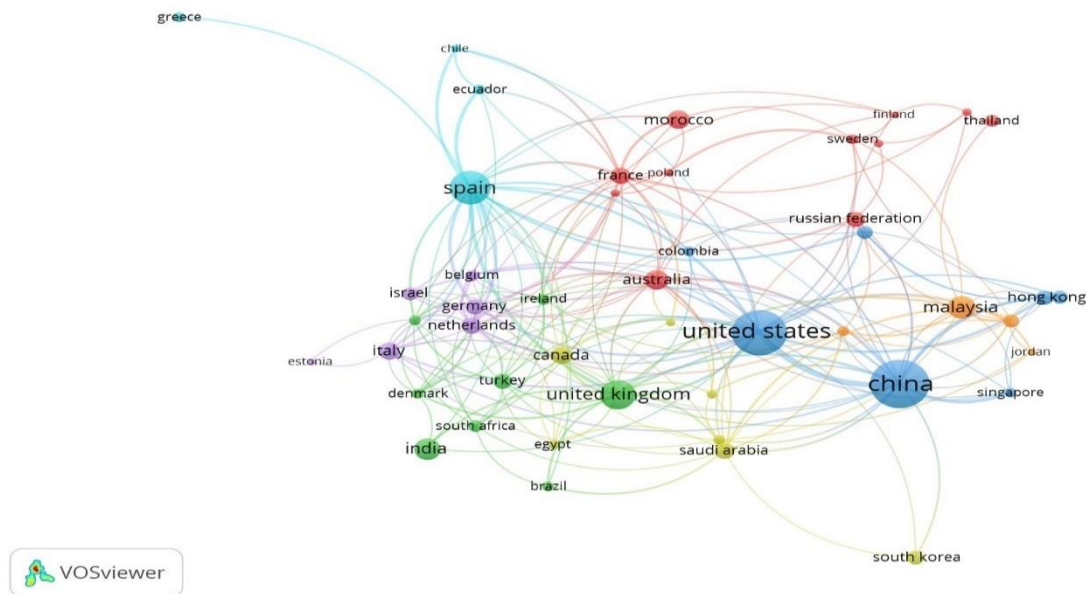 greece
chile
ecuador
morocco
finland
thailand
sweden
france
poland
spain
russian federation
colombia
belgium
australia
israel
ireland
hong kong
germany
malaysia
netherlands
united states
italy
canada
jordan
estonia
turkey
china
denmark
united kingdom
singapore
south africa
india
egypt
saudi arabia
brazil
south korea
VOSviewer